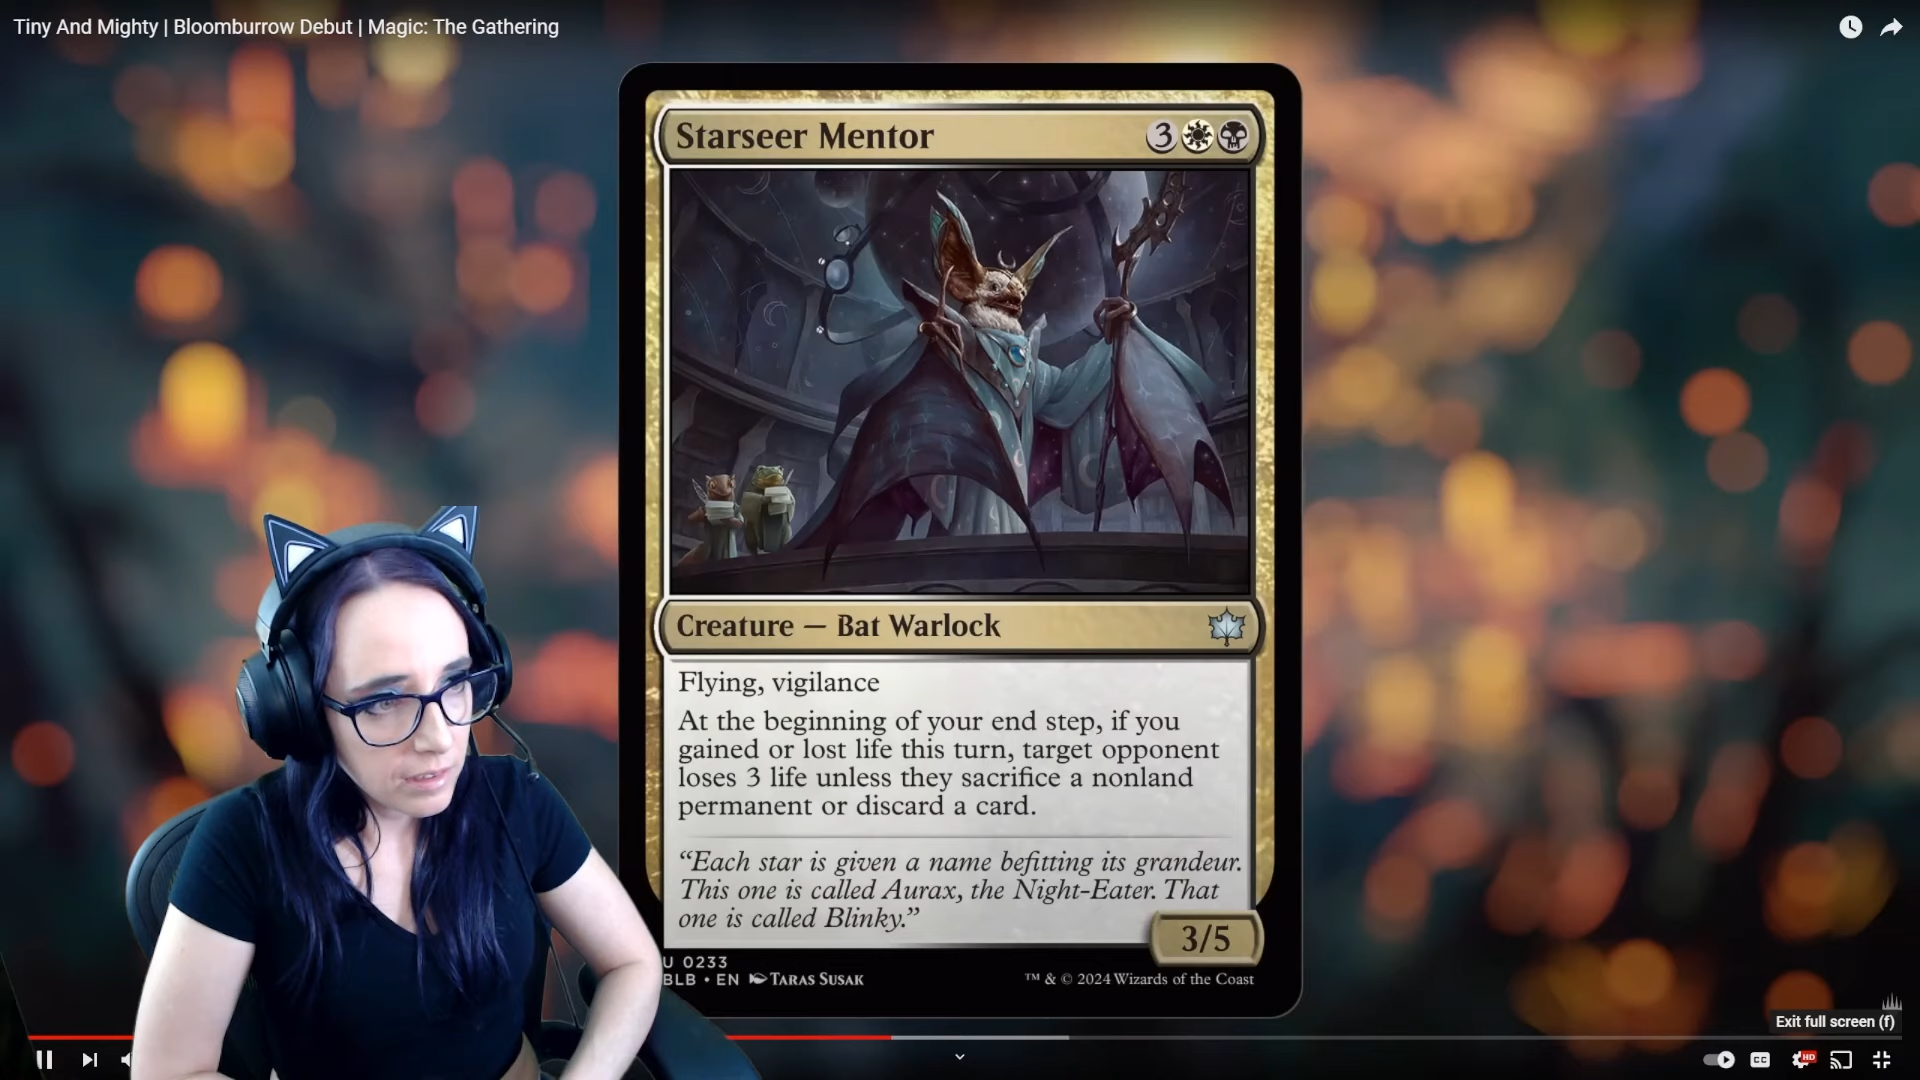 Tiny And Mighty | Bloomburrow Debut | Magic: The Gathering
Starseer Mentor 3
Creature — Bat Warlock
Flying, vigilance
At the beginning of your end step, if you
gained or lost life this turn, target opponent
loses 3 life unless they sacrifice a nonland
permanent or discard a card.
“Each star is given a name befitting its grandeur.
This one is called Aurax, the Night-Eater. That
one is called Blinky.”
3/5
U 0233
BLB • EN TARAS SUSAK
™ & © 2024 Wizards of the Coast
Exit full screen (f)
CC
HD